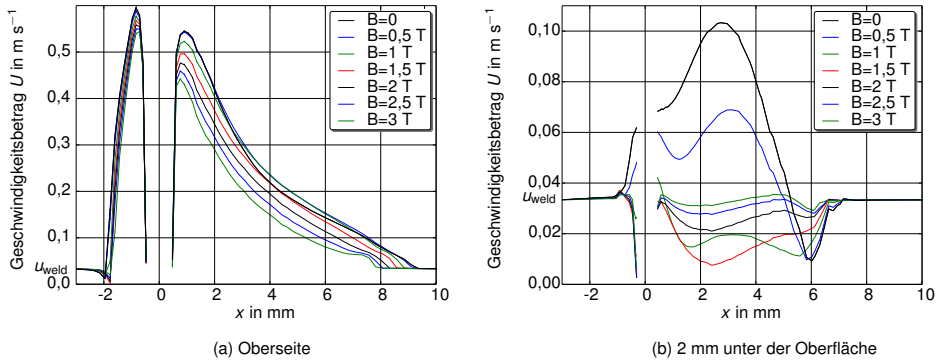 Geschwindigkeitsbetrag U in m s⁻¹
0,5
0,4
0,3
0,2
0,1
u_weld
0,0
-2 0 2 4 6 8 10
x in mm
B=0
B=0,5 T
B=1 T
B=1,5 T
B=2 T
B=2,5 T
B=3 T
(a) Oberseite
Geschwindigkeitsbetrag U in m s⁻¹
0,10
0,08
0,06
0,04
u_weld
0,02
0,00
-2 0 2 4 6 8 10
x in mm
B=0
B=0,5 T
B=1 T
B=1,5 T
B=2 T
B=2,5 T
B=3 T
(b) 2 mm unter der Oberfläche